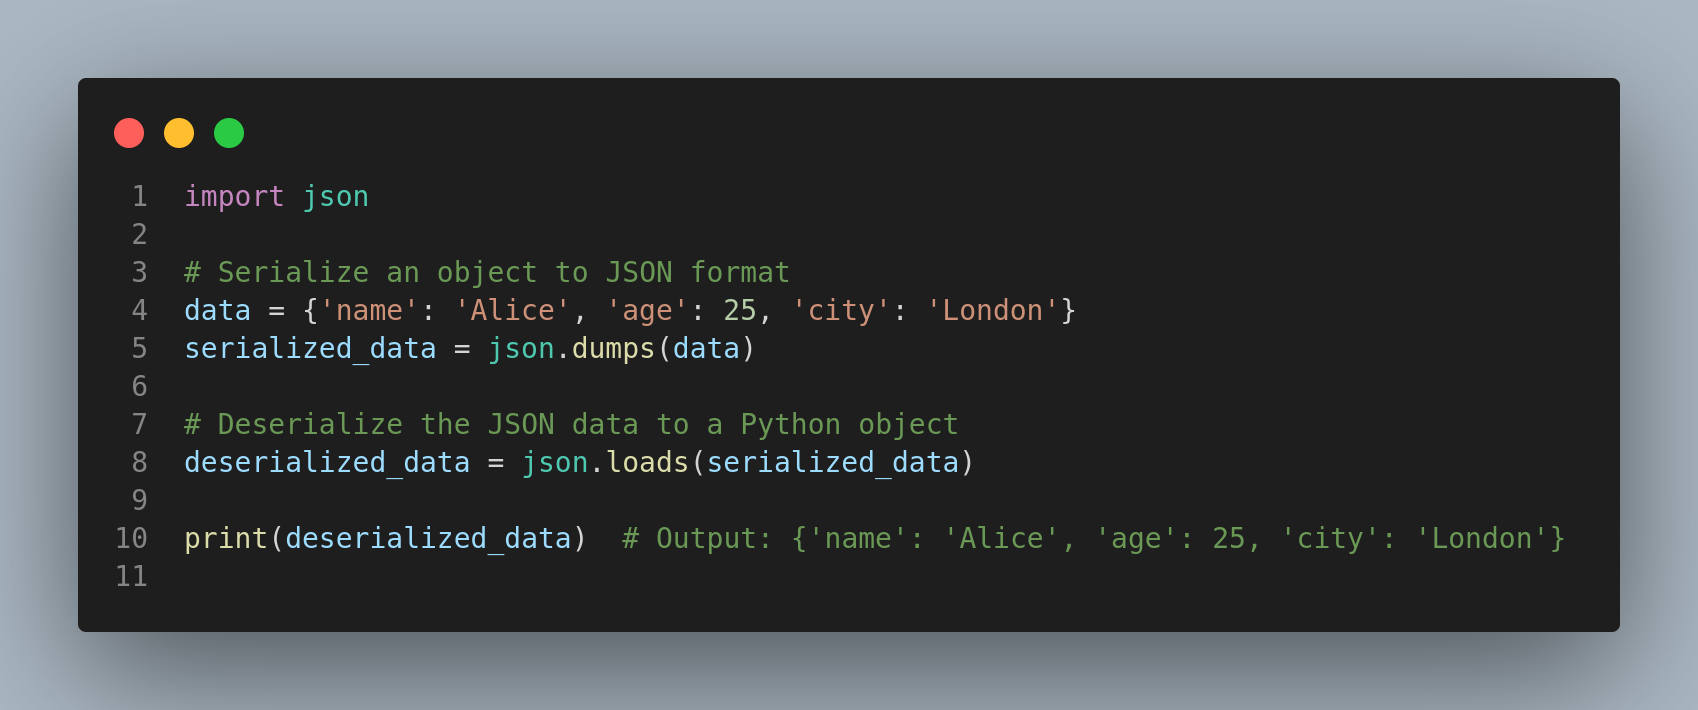 1 import json
2
3 # Serialize an object to JSON format
4 data = {'name': 'Alice', 'age': 25, 'city': 'London'}
5 serialized_data = json.dumps(data)
6
7 # Deserialize the JSON data to a Python object
8 deserialized_data = json.loads(serialized_data)
9
10 print(deserialized_data)  # Output: {'name': 'Alice', 'age': 25, 'city': 'London'}
11